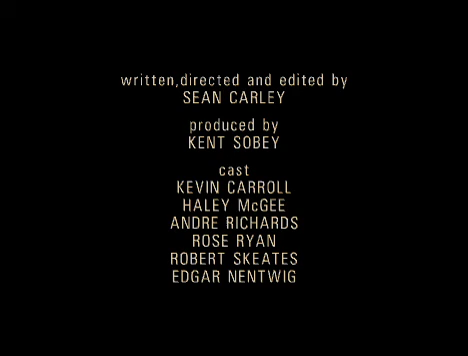 written,directed and edited by
SEAN CARLEY
produced by
KENT SOBEY
cast
KEVIN CARROLL
HALEY McGEE
ANDRE RICHARDS
ROSE RYAN
ROBERT SKEATES
EDGAR NENTWIG